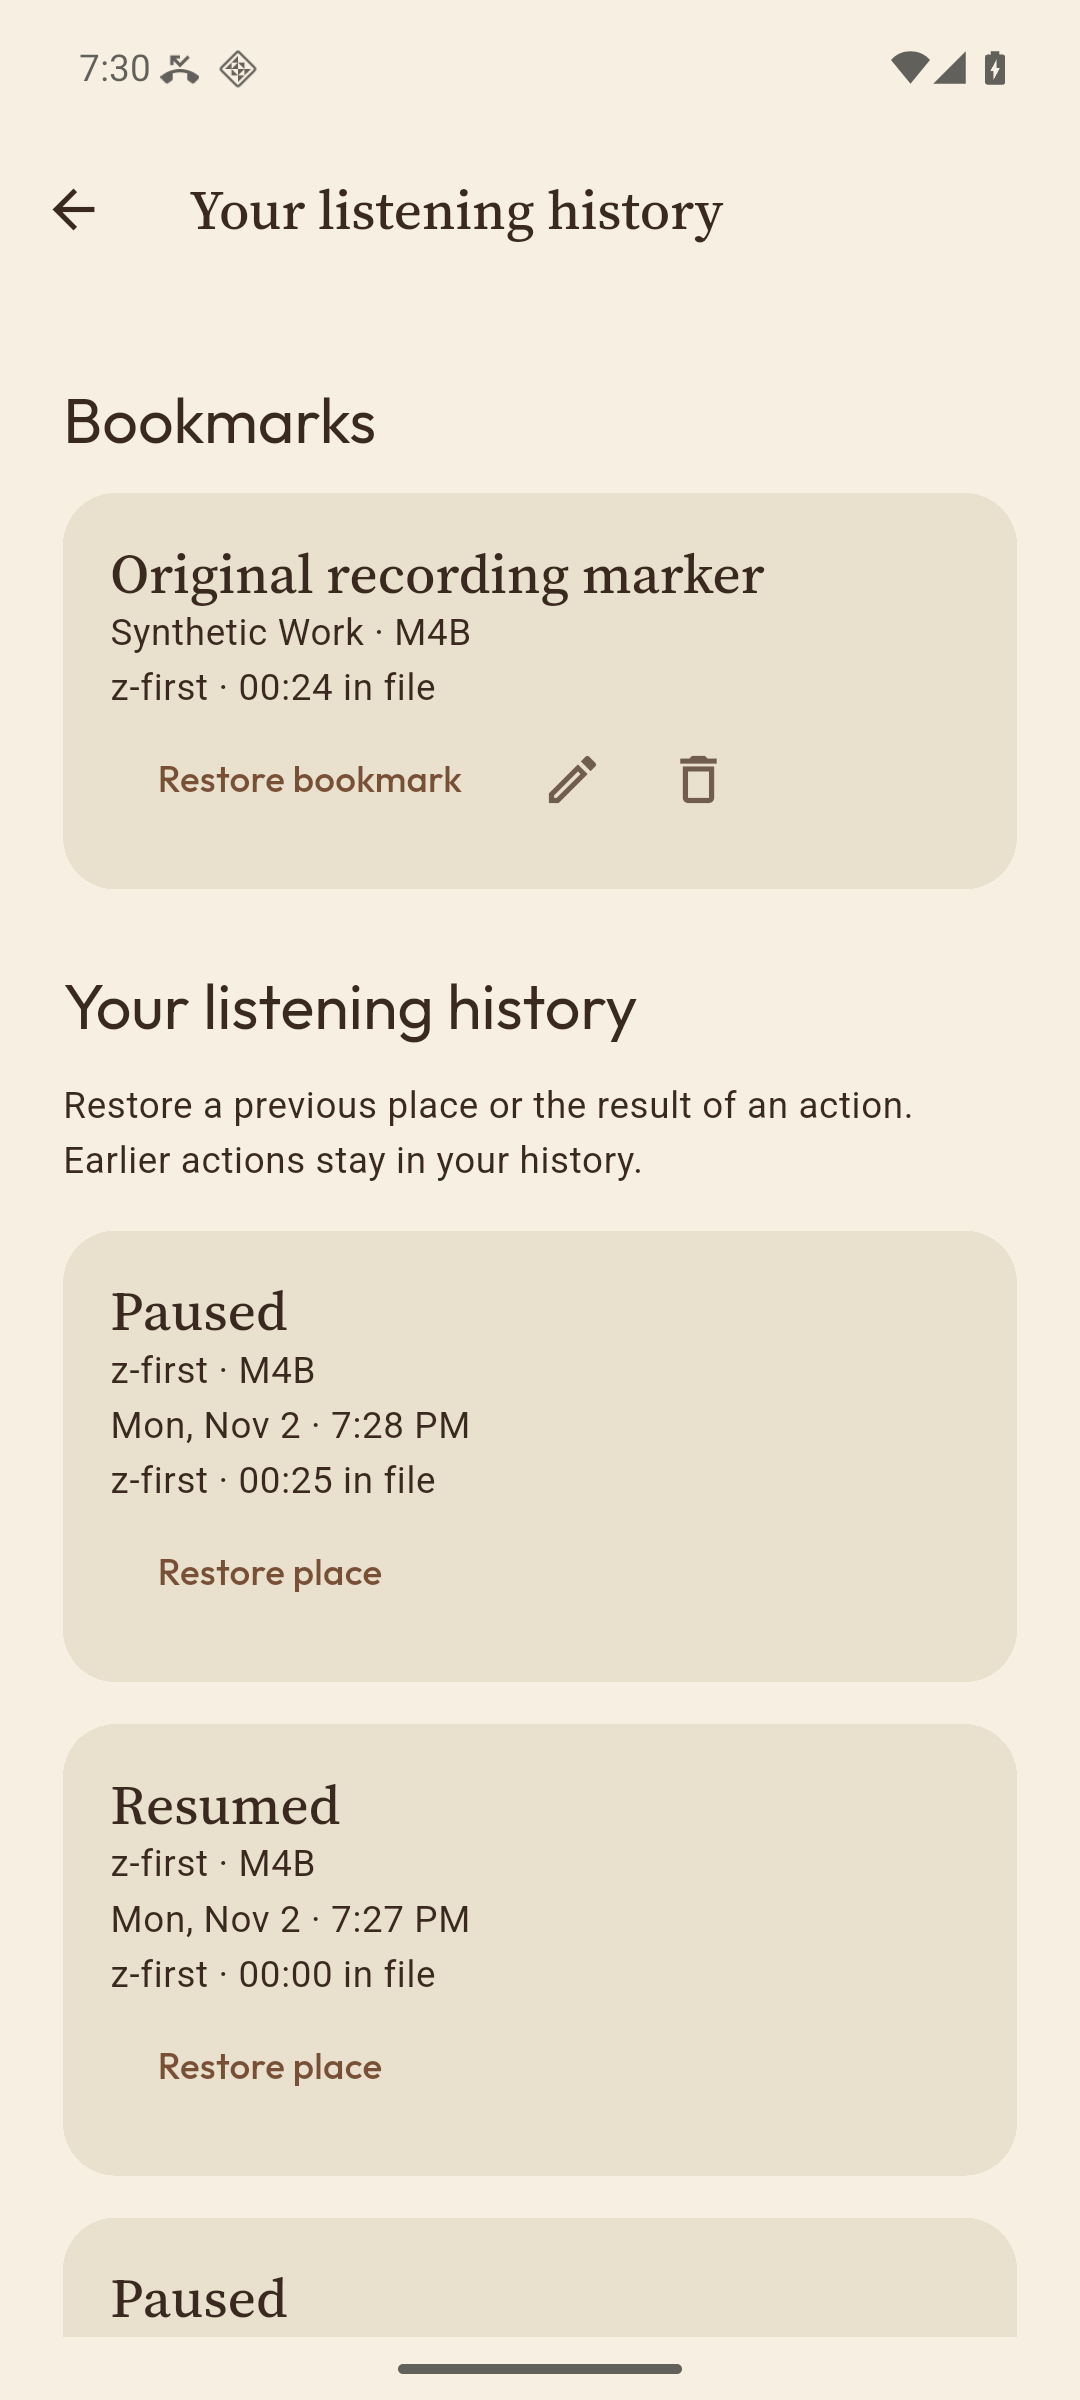 7:30
Your listening history
Bookmarks
Original recording marker
Synthetic Work · M4B
z-first · 00:24 in file
Restore bookmark
Your listening history
Restore a previous place or the result of an action.
Earlier actions stay in your history.
Paused
z-first · M4B
Mon, Nov 2 · 7:28 PM
z-first · 00:25 in file
Restore place
Resumed
z-first · M4B
Mon, Nov 2 · 7:27 PM
z-first · 00:00 in file
Restore place
Paused